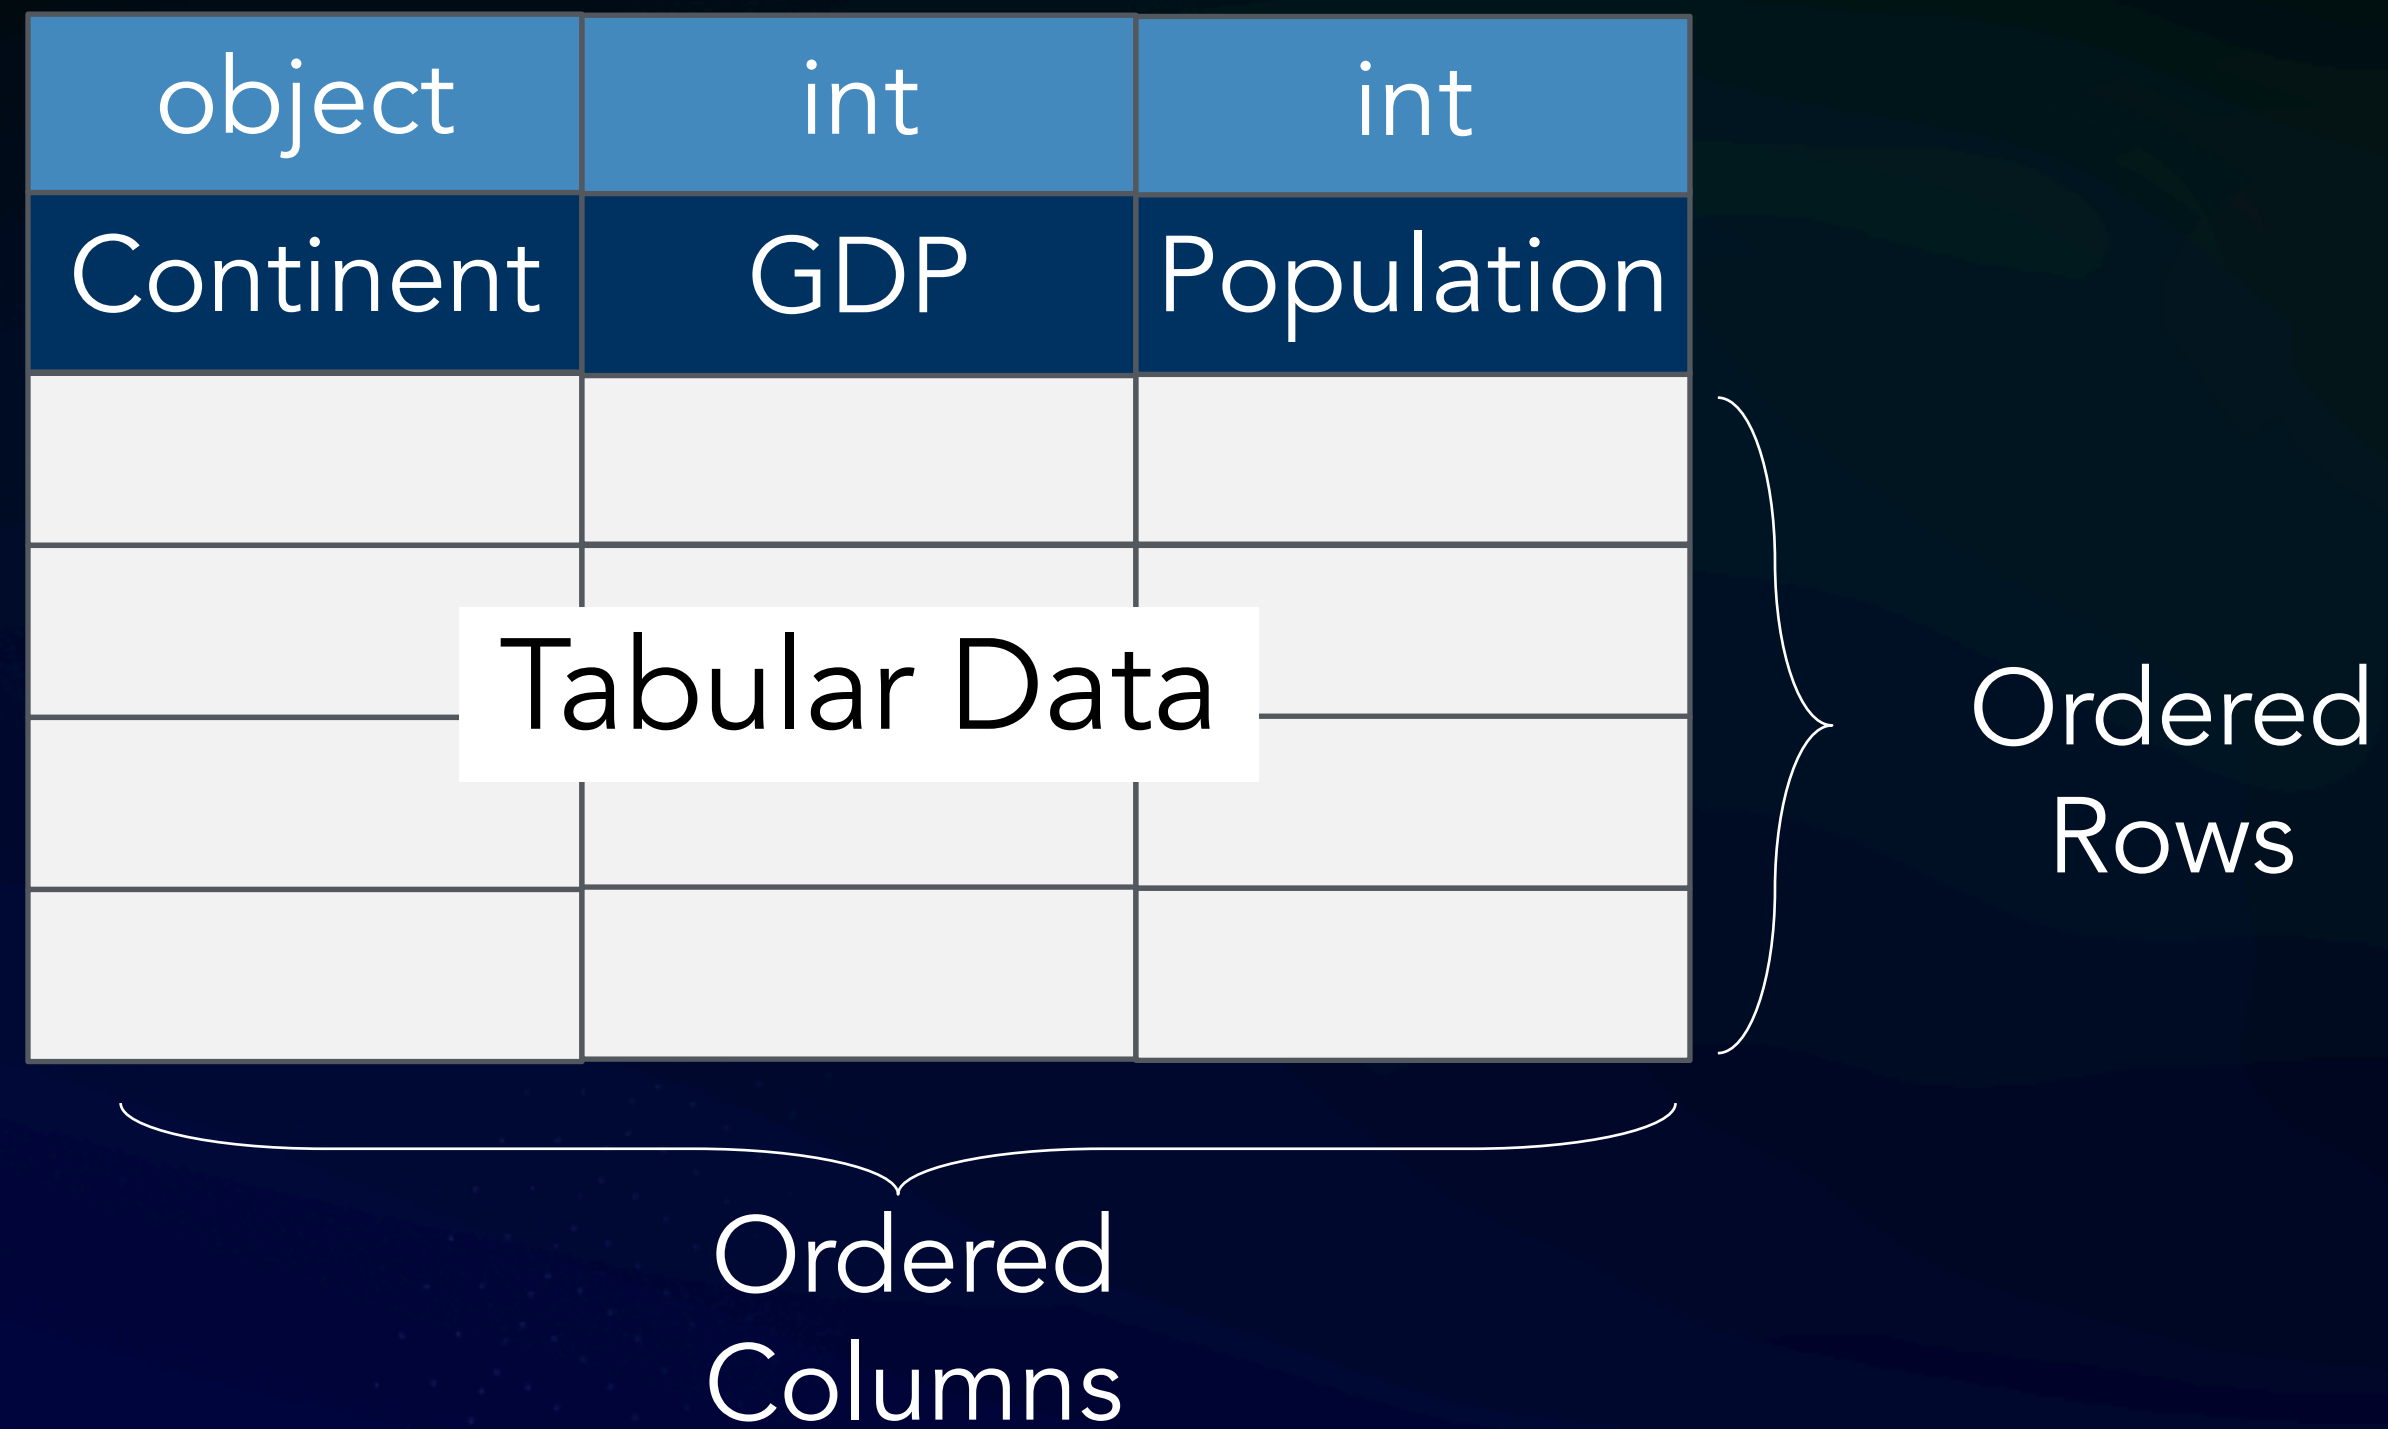 object int int
Continent GDP Population
Tabular Data
Ordered
Rows
Ordered
Columns